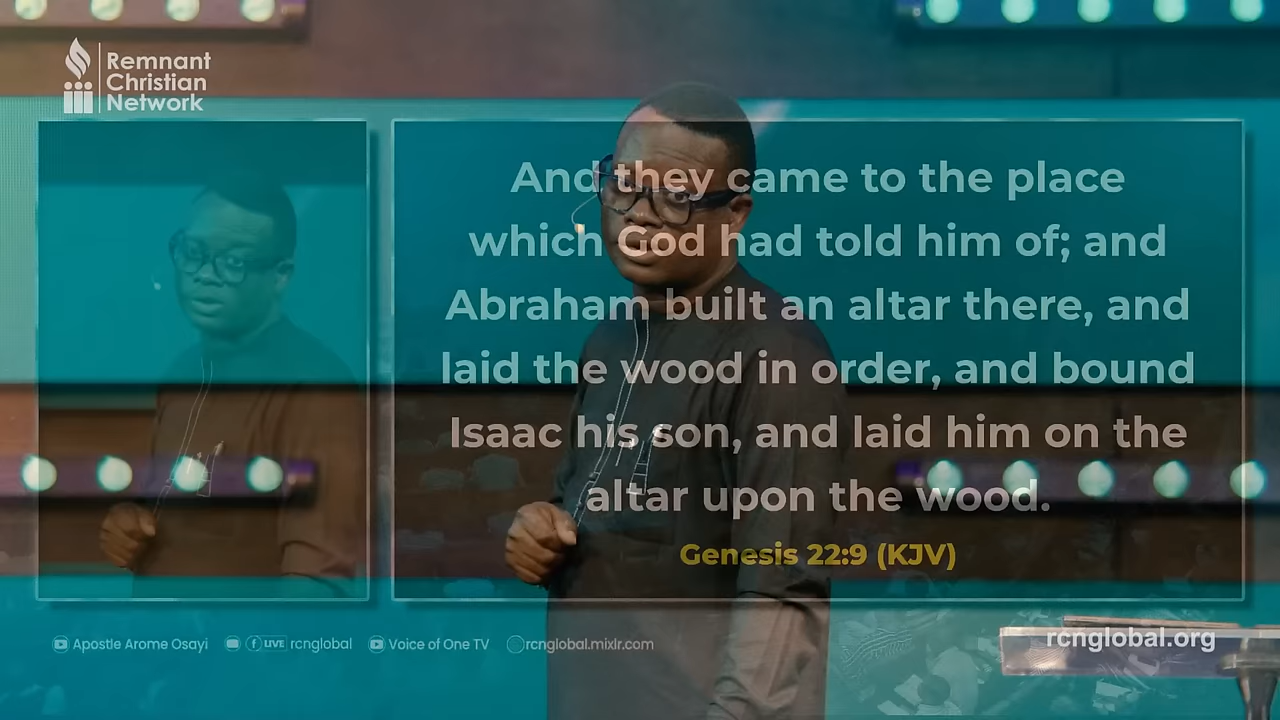 Remnant
Christian
Network
And they came to the place
which God had told him of; and
Abraham built an altar there, and
laid the wood in order, and bound
Isaac his son, and laid him on the
altar upon the wood.
Genesis 22:9 (KJV)
Apostle Arome Osayi LIVE rcnglobal Voice of One TV rcnglobal.mixlr.com
rcnglobal.org